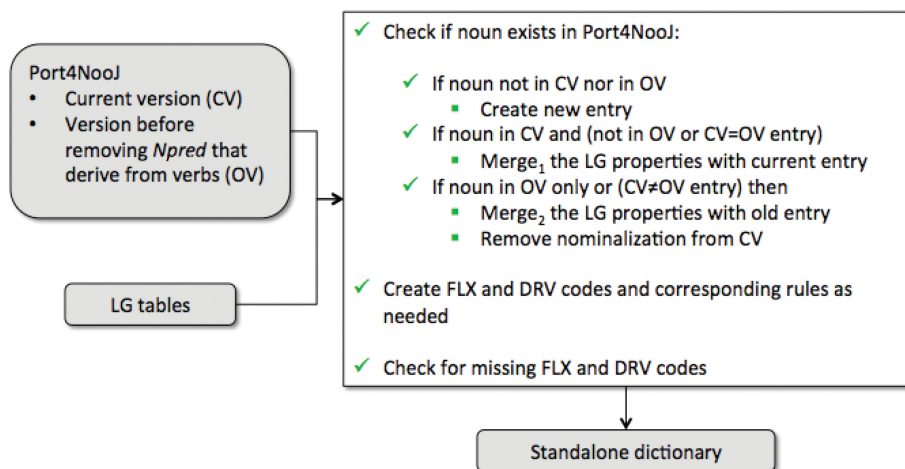 Port4NooJ
• Current version (CV)
• Version before
removing Npred that
derive from verbs (OV)
LG tables
✓ Check if noun exists in Port4NooJ:
✓ If noun not in CV nor in OV
▪ Create new entry
✓ If noun in CV and (not in OV or CV=OV entry)
▪ Merge₁ the LG properties with current entry
✓ If noun in OV only or (CV≠OV entry) then
▪ Merge₂ the LG properties with old entry
▪ Remove nominalization from CV
✓ Create FLX and DRV codes and corresponding rules as
needed
✓ Check for missing FLX and DRV codes
Standalone dictionary